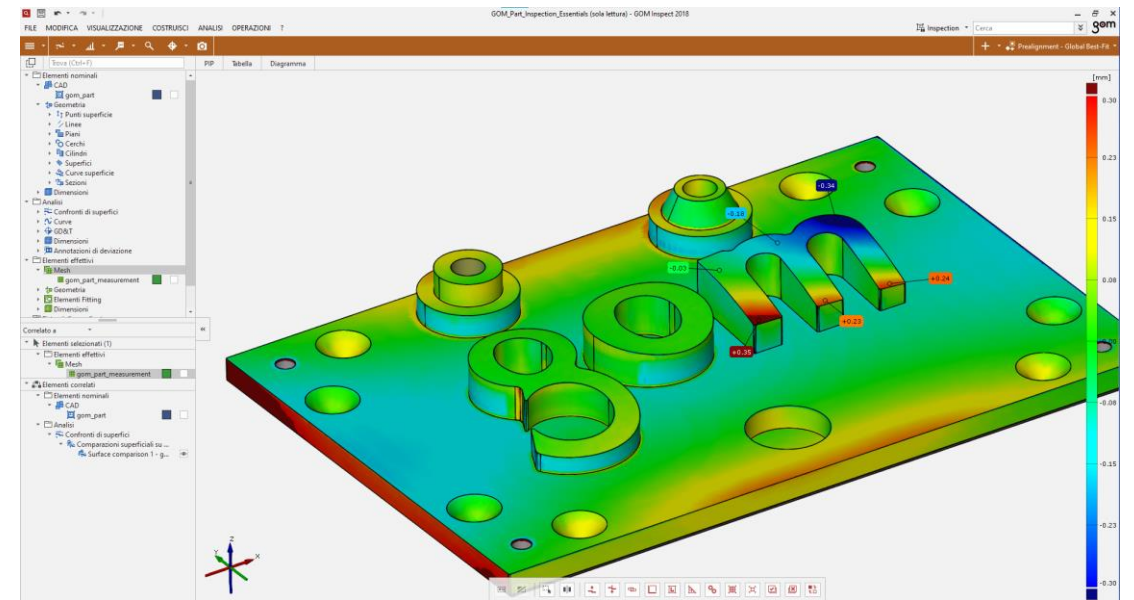 GOM_Part_Inspection_Essentials (sola lettura) - GOM Inspect 2018
FILE MODIFICA VISUALIZZAZIONE COSTRUISCI ANALISI OPERAZIONI ?
Inspection
Cerca
gom
Prealignment - Global Best-Fit
Trova (Ctrl+F)
PIP Tabella Diagramma
Elementi nominali
CAD
gom_part
Geometria
Punti superficie
Linee
Piani
Cerchi
Cilindri
Superfici
Curve superficie
Sezioni
Dimensioni
Analisi
Confronti di superfici
Curve
GD&T
Dimensioni
Annotazioni di deviazione
Elementi effettivi
Mesh
gom_part_measurement
Geometria
Elementi Fitting
Dimensioni
Correlato a
Elementi selezionati (1)
Elementi effettivi
Mesh
gom_part_measurement
Elementi correlati
Elementi nominali
CAD
gom_part
Analisi
Confronti di superfici
Comparazioni superficiali su ...
Surface comparison 1 - g...
-0.34
-0.18
-0.03
+0.24
+0.23
+0.35
[mm]
0.30
0.23
0.15
0.08
-0.08
-0.15
-0.23
-0.30
Z
Y
X